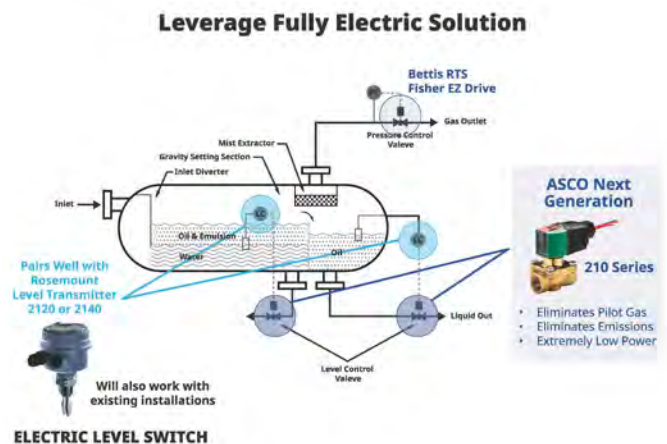 Leverage Fully Electric Solution
Bettis RTS
Fisher EZ Drive
Gas Outlet
Pressure Control
Valeve
Mist Extractor
Gravity Setting Section
Inlet Diverter
Inlet
Oil & Emulsion
Water
Oil
LC
LC
ASCO Next
Generation
210 Series
• Eliminates Pilot Gas
• Eliminates Emissions
• Extremely Low Power
Pairs Well with
Rosemount
Level Transmitter
2120 or 2140
Liquid Out
Level Control
Valeve
Will also work with
existing installations
ELECTRIC LEVEL SWITCH